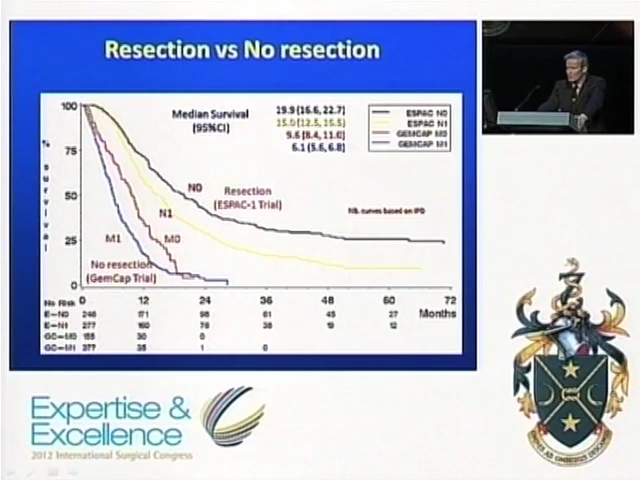 Resection vs No resection
100
75
50
25
0
% survival
Median Survival
(95%CI)
19.9 (16.6, 22.7)
15.0 (12.5, 16.5)
9.6 (8.4, 11.0)
6.1 (5.6, 6.8)
ESPAC N0
ESPAC N1
GEMCAP M0
GEMCAP M1
N0
Resection
(ESPAC-1 Trial)
NB. curves based on IPD
N1
M1
M0
No resection
(GemCap Trial)
No Risk 0 12 24 36 48 60 72
Months
E-N0 246 171 98 61 45 27
E-N1 277 160 76 38 19 12
GC-M0 155 30 0
GC-M1 377 35 1 0
Expertise &
Excellence
2012 International Surgical Congress